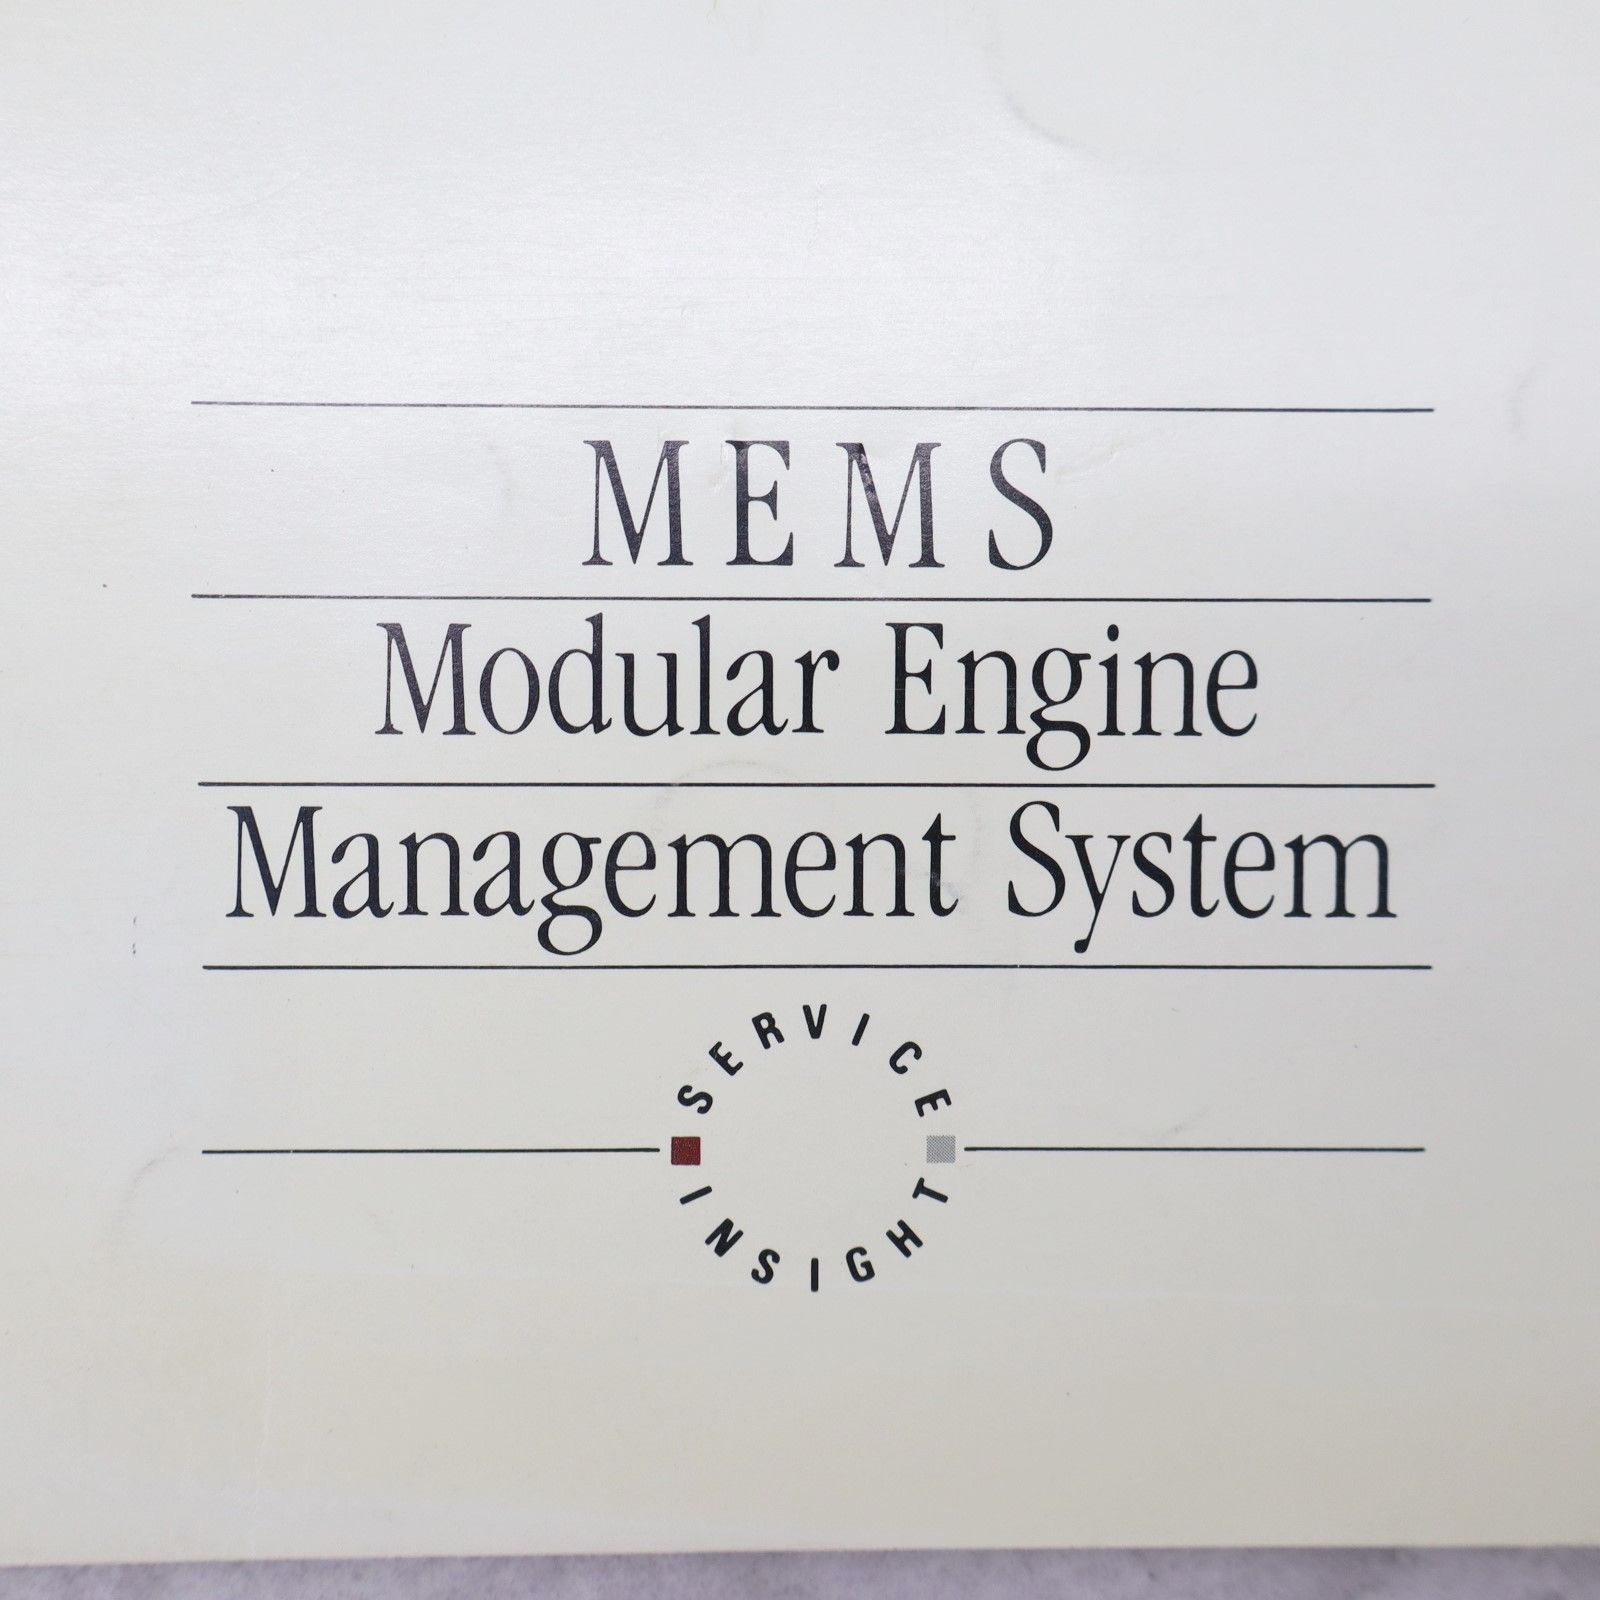 MEMS
Modular Engine
Management System
SERVICE
INSIGHT